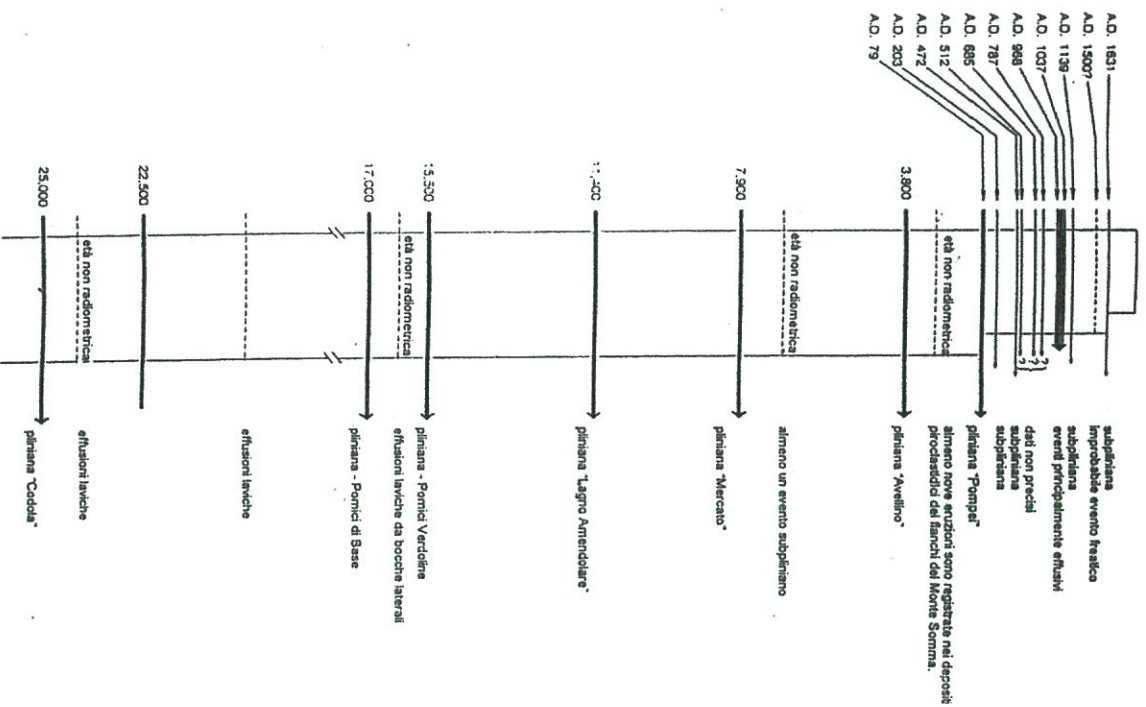 A.D. 1631
A.D. 1500?
A.D. 1139
A.D. 1037
A.D. 968
A.D. 787
A.D. 685
A.D. 512
A.D. 472
A.D. 203
A.D. 79
subpliniana
improbabile evento freatico
subpliniana
eventi principalmente effusivi
?
?
?
dati non precisi
subpliniana
subpliniana
pliniana "Pompei"
età non radiometrica
almeno nove eruzioni sono registrate nei depositi
piroclastidici dei fianchi del Monte Somma.
3.800
pliniana "Avellino"
età non radiometrica
almeno un evento subpliniano
7.900
pliniana "Mercato"
pliniana "Lagno Amendolare"
15.500
pliniana - Pomici Verdoline
età non radiometrica
effusioni laviche da bocche laterali
17.000
pliniana - Pomici di Base
effusioni laviche
22.500
età non radiometrica
effusioni laviche
25.000
pliniana "Codola"